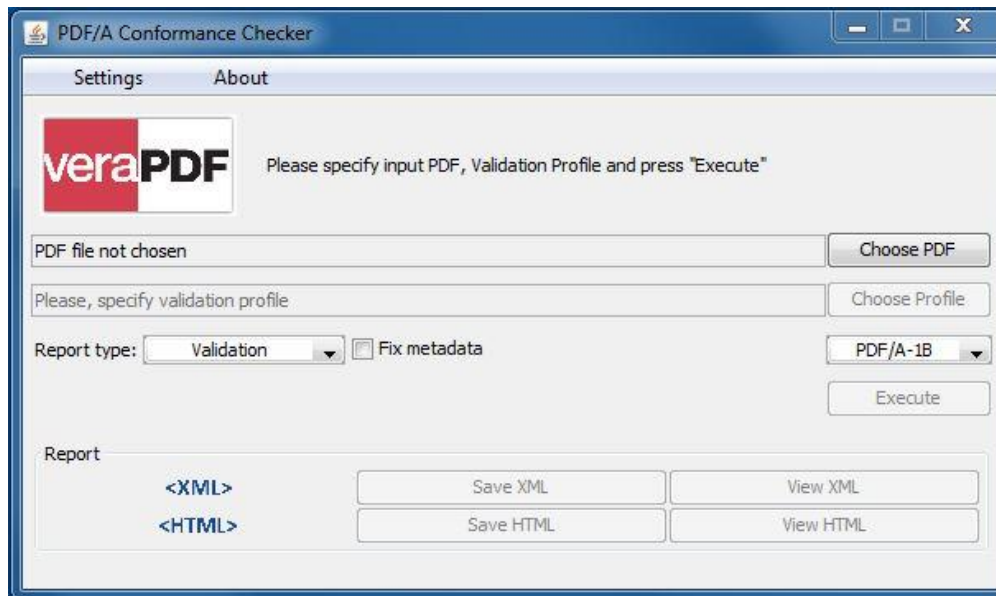 PDF/A Conformance Checker
Settings About
veraPDF
Please specify input PDF, Validation Profile and press "Execute"
PDF file not chosen Choose PDF
Please, specify validation profile Choose Profile
Report type: Validation Fix metadata PDF/A-1B
Execute
Report
<XML> Save XML View XML
<HTML> Save HTML View HTML